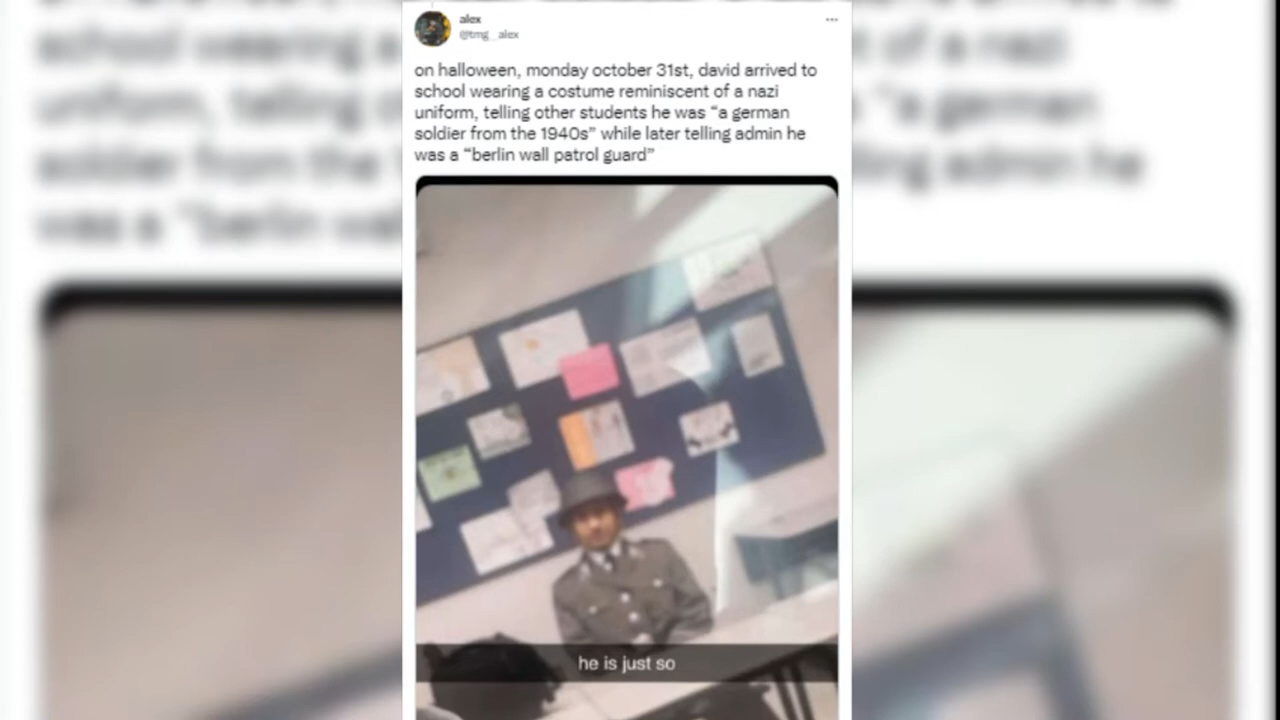 alex
@tmg__alex
on halloween, monday october 31st, david arrived to
school wearing a costume reminiscent of a nazi
uniform, telling other students he was “a german
soldier from the 1940s” while later telling admin he
was a “berlin wall patrol guard”
he is just so